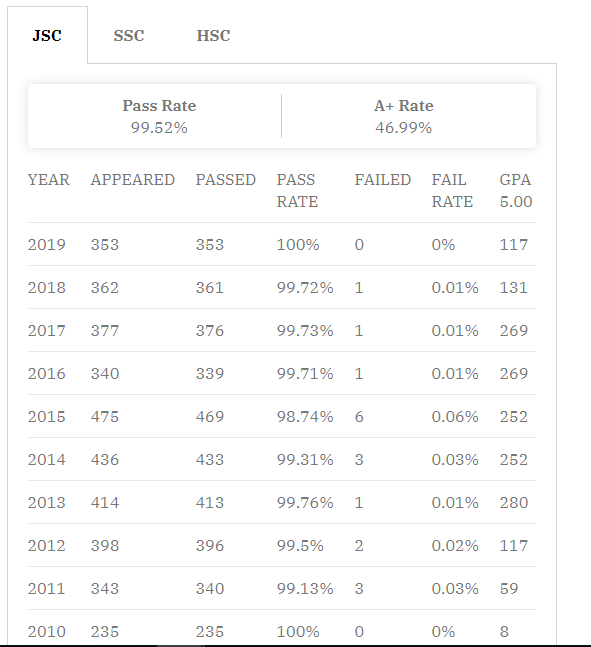 JSC SSC HSC
Pass Rate A+ Rate
99.52% 46.99%
YEAR APPEARED PASSED PASS FAILED FAIL GPA
RATE RATE 5.00
2019 353 353 100% 0 0% 117
2018 362 361 99.72% 1 0.01% 131
2017 377 376 99.73% 1 0.01% 269
2016 340 339 99.71% 1 0.01% 269
2015 475 469 98.74% 6 0.06% 252
2014 436 433 99.31% 3 0.03% 252
2013 414 413 99.76% 1 0.01% 280
2012 398 396 99.5% 2 0.02% 117
2011 343 340 99.13% 3 0.03% 59
2010 235 235 100% 0 0% 8